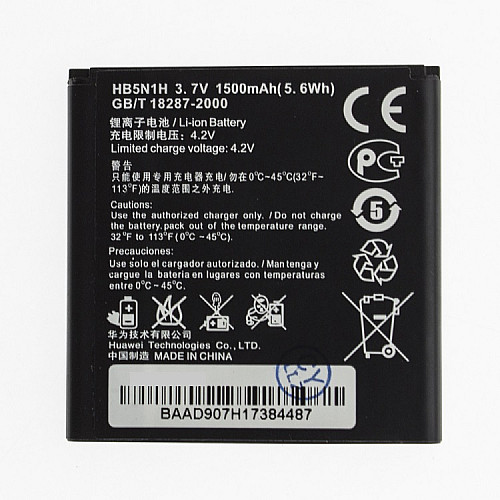 HB5N1H 3.7V 1500mAh(5.6Wh)
GB/T 18287-2000
锂离子电池/Li-ion Battery
充电限制电压:4.2V
Limited charge voltage: 4.2V
警告
只能使用专用充电器充电/勿在0°C~45°C(32°F~
113°F)的温度范围之外充电.
Cautions:
Use the authorized charger only/Do not charge
the battery.pack out of the temperature range.
32°F to 113°F (0°C ~45°C).
Precauciones:
Use solo el cargador autorizado./Mantenga y
cargue la batería en lugares con temperaturas
entre 0°C ~45°C.
华为技术有限公司
Huawei Technologies Co., LTD.
中国制造 MADE IN CHINA
CE
5
BAAD907H17384487